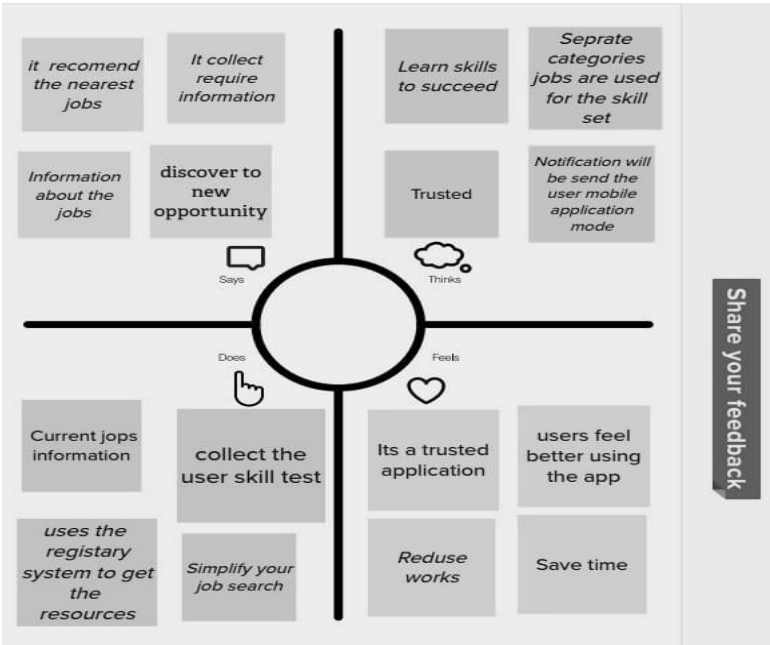 it recomend
the nearest
jobs
It collect
require
information
Information
about the
jobs
discover to
new
opportunity
Says
Learn skills
to succeed
Seprate
categories
jobs are used
for the skill
set
Trusted
Notification will
be send the
user mobile
application
mode
Thinks
Does
Current jops
information
collect the
user skill test
uses the
registary
system to get
the
resources
Simplify your
job search
Feels
Its a trusted
application
users feel
better using
the app
Reduse
works
Save time
Share your feedback